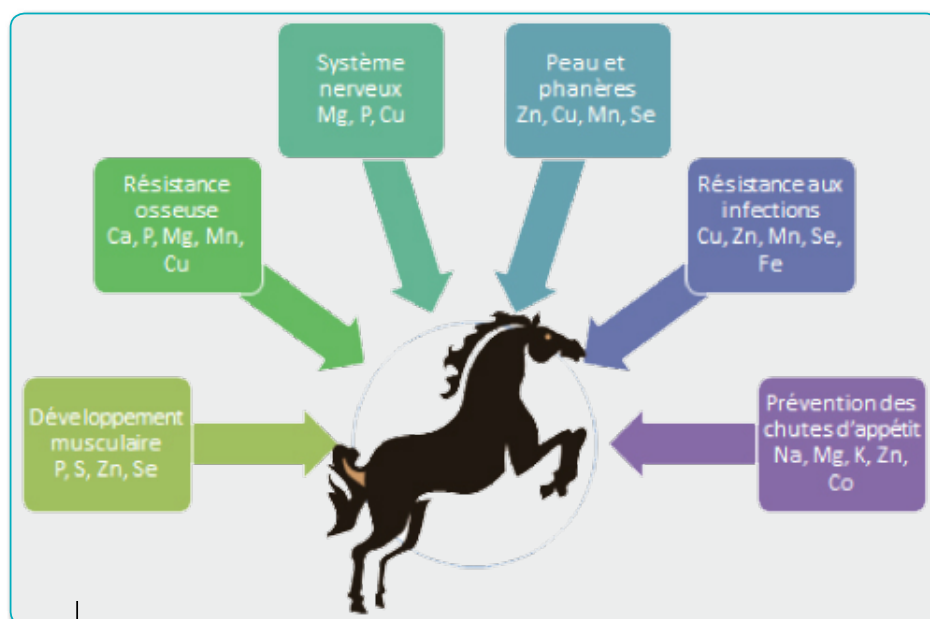 Système
nerveux
Mg, P, Cu
Peau et
phanères
Zn, Cu, Mn, Se
Résistance
osseuse
Ca, P, Mg, Mn,
Cu
Résistance aux
infections
Cu, Zn, Mn, Se,
Fe
Développement
musculaire
P, S, Zn, Se
Prévention des
chutes d'appétit
Na, Mg, K, Zn,
Co